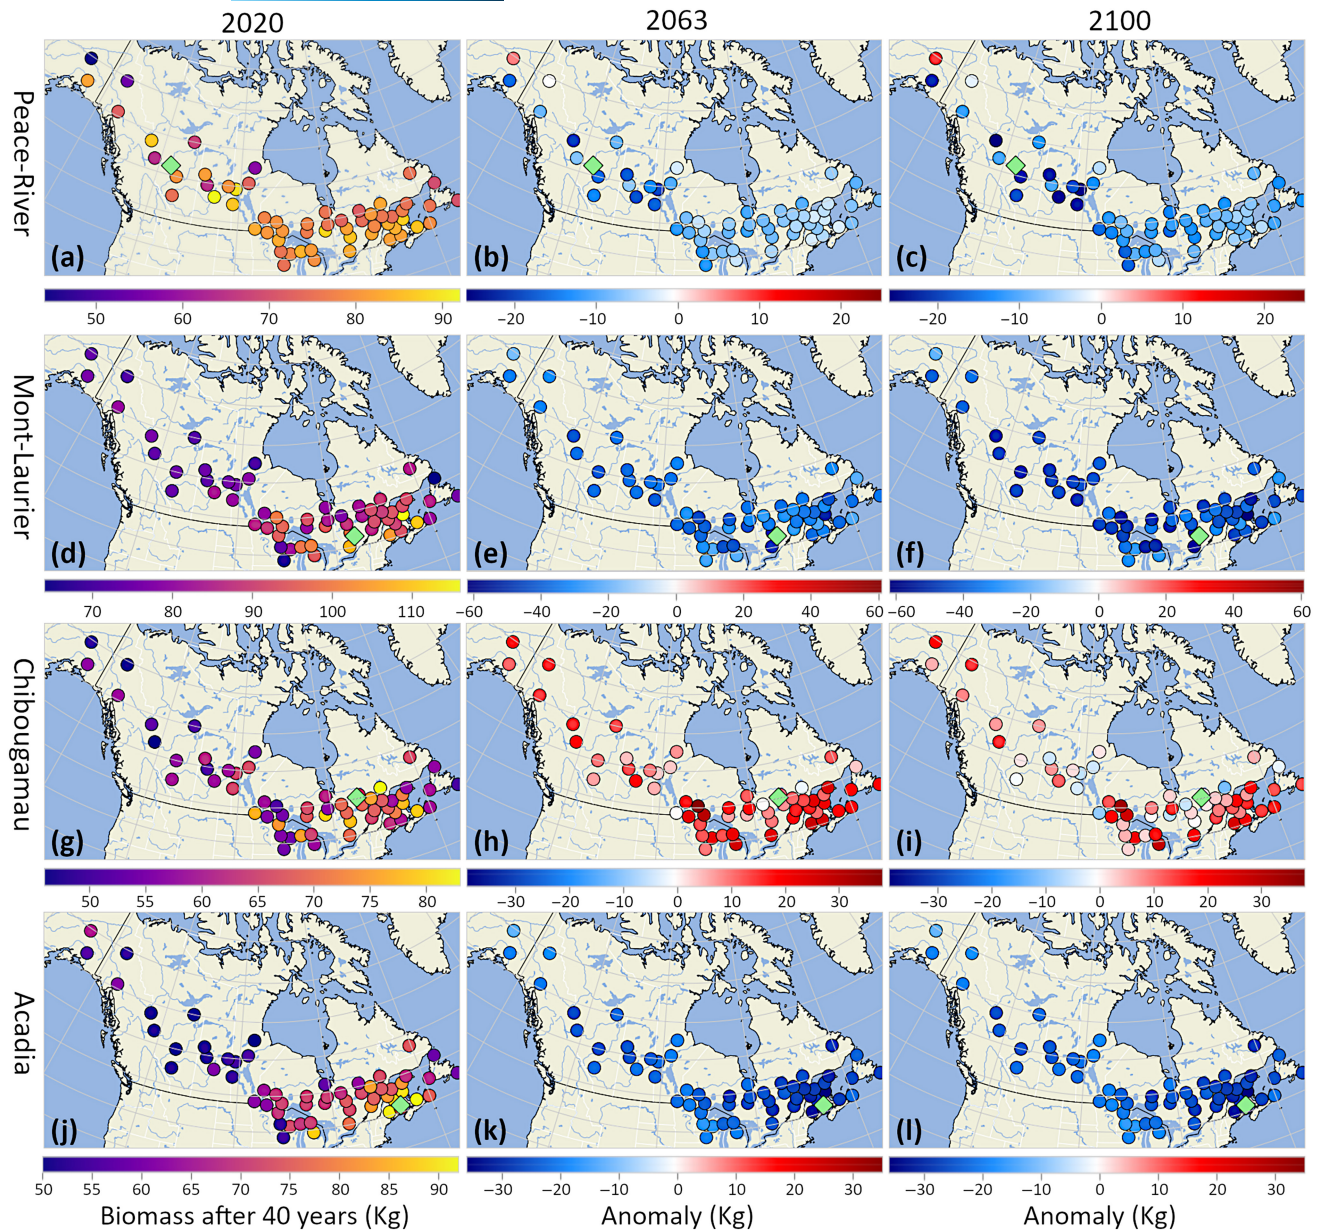 2020 2063 2100
Peace-River
(a) (b) (c)
50 60 70 80 90 −20 −10 0 10 20 −20 −10 0 10 20
Mont-Laurier
(d) (e) (f)
70 80 90 100 110 −60 −40 −20 0 20 40 60 −60 −40 −20 0 20 40 60
Chibougamau
(g) (h) (i)
50 55 60 65 70 75 80 −30 −20 −10 0 10 20 30 −30 −20 −10 0 10 20 30
Acadia
(j) (k) (l)
50 55 60 65 70 75 80 85 90 −30 −20 −10 0 10 20 30 −30 −20 −10 0 10 20 30
Biomass after 40 years (Kg) Anomaly (Kg) Anomaly (Kg)